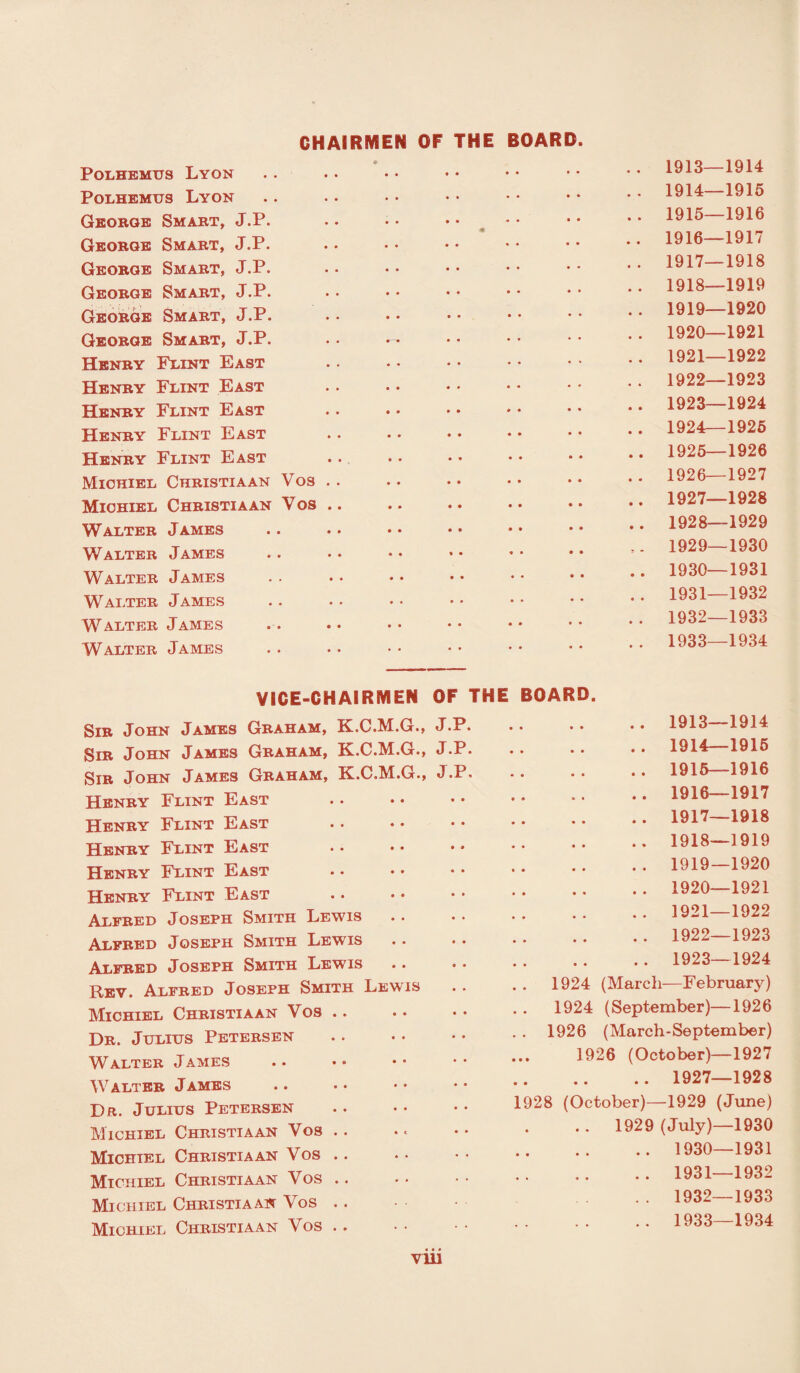 CHAIRMEN OF THE BOARD.
Polhemus Lyon .. .. .. .. .. .. .. 1913—1914
Polhemus Lyon .. .. .. .. .. .. .. 1914—1915
George Smart, J.P. .. .. .. .. .. .. 1915—1916
George Smart, J.P. .. .. .. .. .. .. 1916—1917
George Smart, J.P. .. .. .. .. .. .. 1917—1918
George Smart, J.P. .. .. .. .. .. .. 1918—1919
George Smart, J.P. .. .. .. .. .. .. 1919—1920
George Smart, J.P. .. .. .. .. .. .. 1920—1921
Henry Flint East .. .. .. .. .. .. 1921—1922
Henry Flint East .. .. .. .. .. .. 1922—1923
Henry Flint East .. .. .. .. .. .. 1923—1924
Henry Flint East .. .. .. .. .. .. 1924—1925
Henry Flint East .. .. .. .. .. .. 1925—1926
Michiel Christiaan Vos .. .. .. .. .. .. 1926—1927
Michiel Christiaan Vos .. .. .. .. .. .. 1927—1928
Walter James .. .. .. .. .. .. .. 1928—1929
Walter James .. .. .. .. .. .. .. 1929—1930
Walter James .. .. .. .. .. .. .. 1930—1931
Walter James .. .. .. .. .. .. .. 1931—1932
Walter James .. .. .. .. .. .. .. 1932—1933
Walter James .. .. .. .. .. .. .. 1933—1934
VICE-CHAIRMEN OF THE BOARD.
Sir John James Graham, K.C.M.G., J.P. .. .. .. 1913—1914
Sir John James Graham, K.C.M.G., J.P. .. .. .. 1914—1915
Sir John James Graham, K.C.M.G., J.P. .. .. .. 1915—1916
Henry Flint East .. .. .. .. .. .. 1916—1917
Henry Flint East .. .. .. .. .. .. 1917—1918
Henry Flint East .. .. .. .. .. .. 1918—1919
Henry Flint East .. .. .. .. .. .. 1919—1920
Henry Flint East .. .. .. .. .. .. 1920—1921
Alfred Joseph Smith Lewis .. .. .. .. .. 1921—1922
Alfred Joseph Smith Lewis .. .. .. .. .. 1922—1923
Alfred Joseph Smith Lewis .. .. .. .. .. 1923—1924
Rev. Alfred Joseph Smith Lewis .. .. 1924 (March—February)
Michiel Christiaan Vos .. .. .. .. 1924 (September)—1926
Dr. Julius Petersen .. .. .. .. 1926 (March-September)
Walter James .. .. .. .. ... 1926 (October)—1927
Walter James .. .. .. .. .. .. .. 1927—1928
Dr. Julius Petersen .. .. .. 1928 (October)—1929 (June)
Michiel Christiaan Vos .. .. .. . .. 1929 (July)—1930
Michiel Christiaan Vos .. .. .. .. .. .. 1930—1931
Michiel Christiaan Vos .. .. .. .. .. .. 1931—1932
Michiel Christiaan Vos .. .. .. .. 1932—1933
Michiel Christiaan Vos .. .. .. .. .. .. 1933—1934
viii